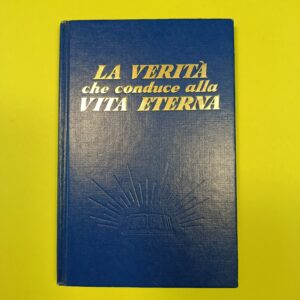 LA VERITÀ
che conduce alla
VITA ETERNA